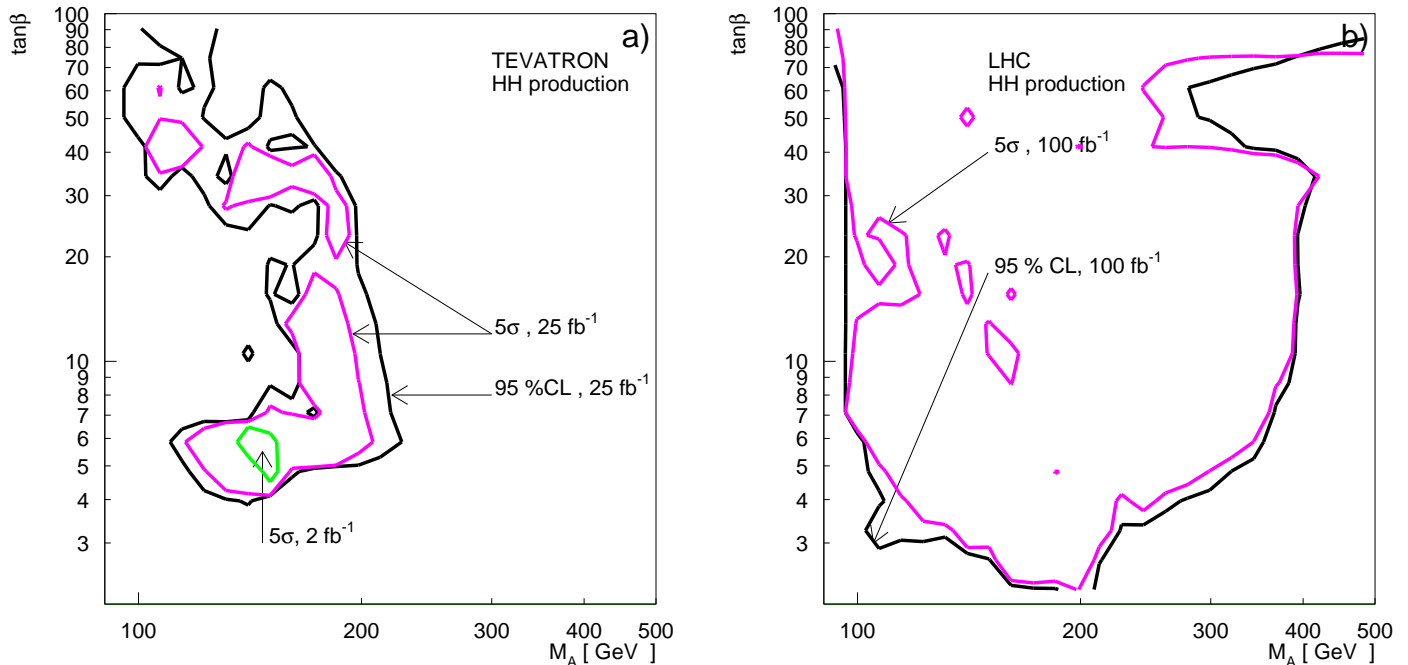 tanβ
100
90
80
70
60
50
40
30
20
10
9
8
7
6
5
4
3
a)
TEVATRON
HH production
5σ, 25 fb-1
95 %CL , 25 fb-1
5σ, 2 fb-1
100
200
300
400
500
MA [ GeV ]
tanβ
100
90
80
70
60
50
40
30
20
10
9
8
7
6
5
4
3
b)
LHC
HH production
5σ , 100 fb-1
95 % CL, 100 fb-1
100
200
300
400
500
MA [ GeV ]